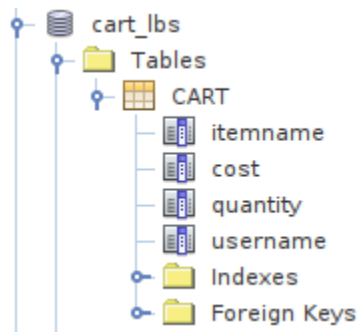 cart_lbs
Tables
CART
itemname
cost
quantity
username
Indexes
Foreign Keys